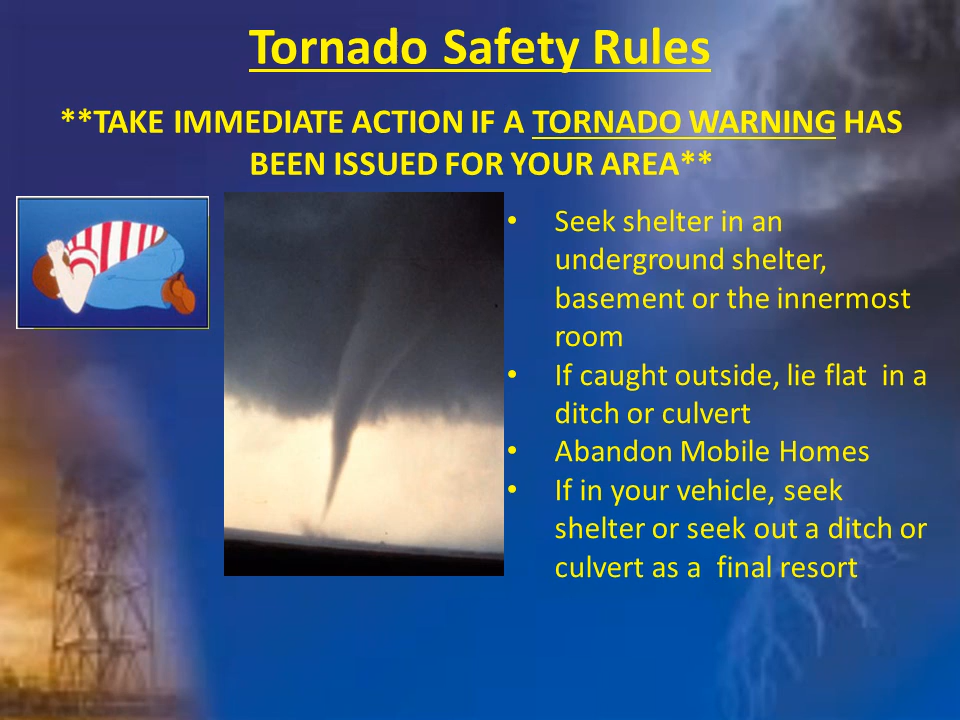 Tornado Safety Rules
**TAKE IMMEDIATE ACTION IF A TORNADO WARNING HAS
BEEN ISSUED FOR YOUR AREA**
• Seek shelter in an
underground shelter,
basement or the innermost
room
• If caught outside, lie flat  in a
ditch or culvert
• Abandon Mobile Homes
• If in your vehicle, seek
shelter or seek out a ditch or
culvert as a  final resort